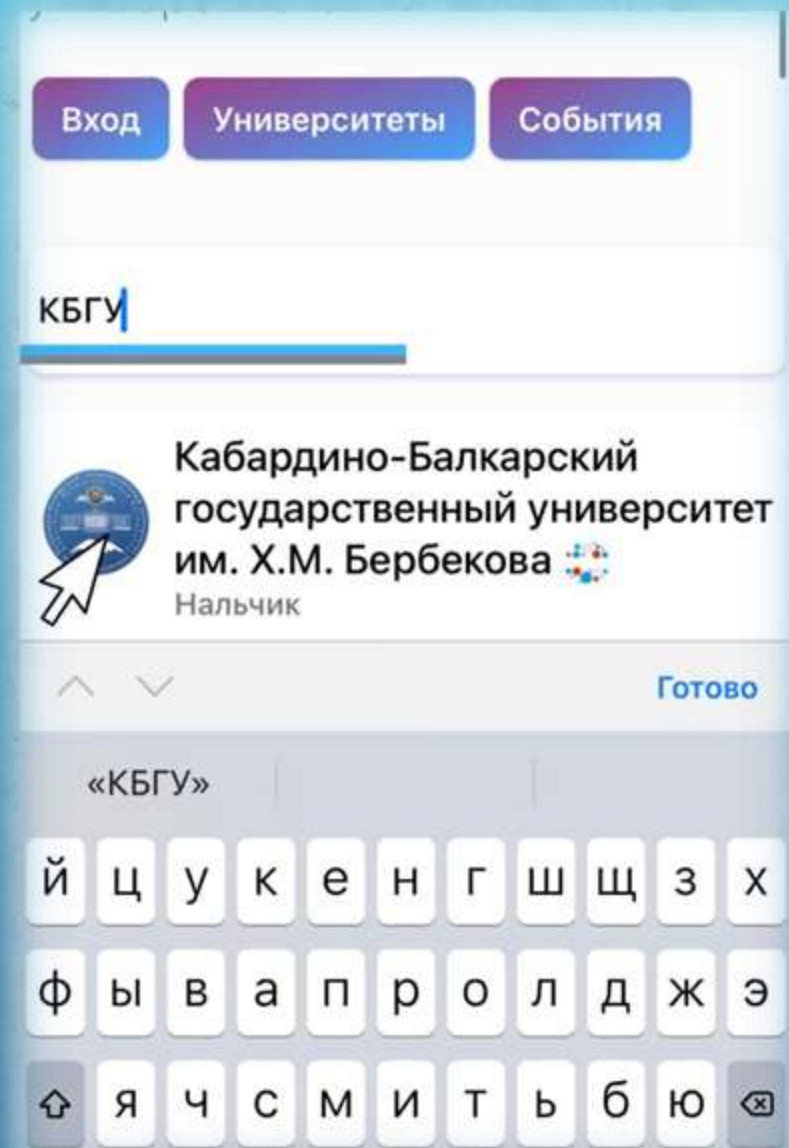 Вход Университеты События
КБГУ
Кабардино-Балкарский
государственный университет
им. Х.М. Бербекова
Нальчик
Готово
«КБГУ»
й ц у к е н г ш щ з х
ф ы в а п р о л д ж э
я ч с м и т ь б ю